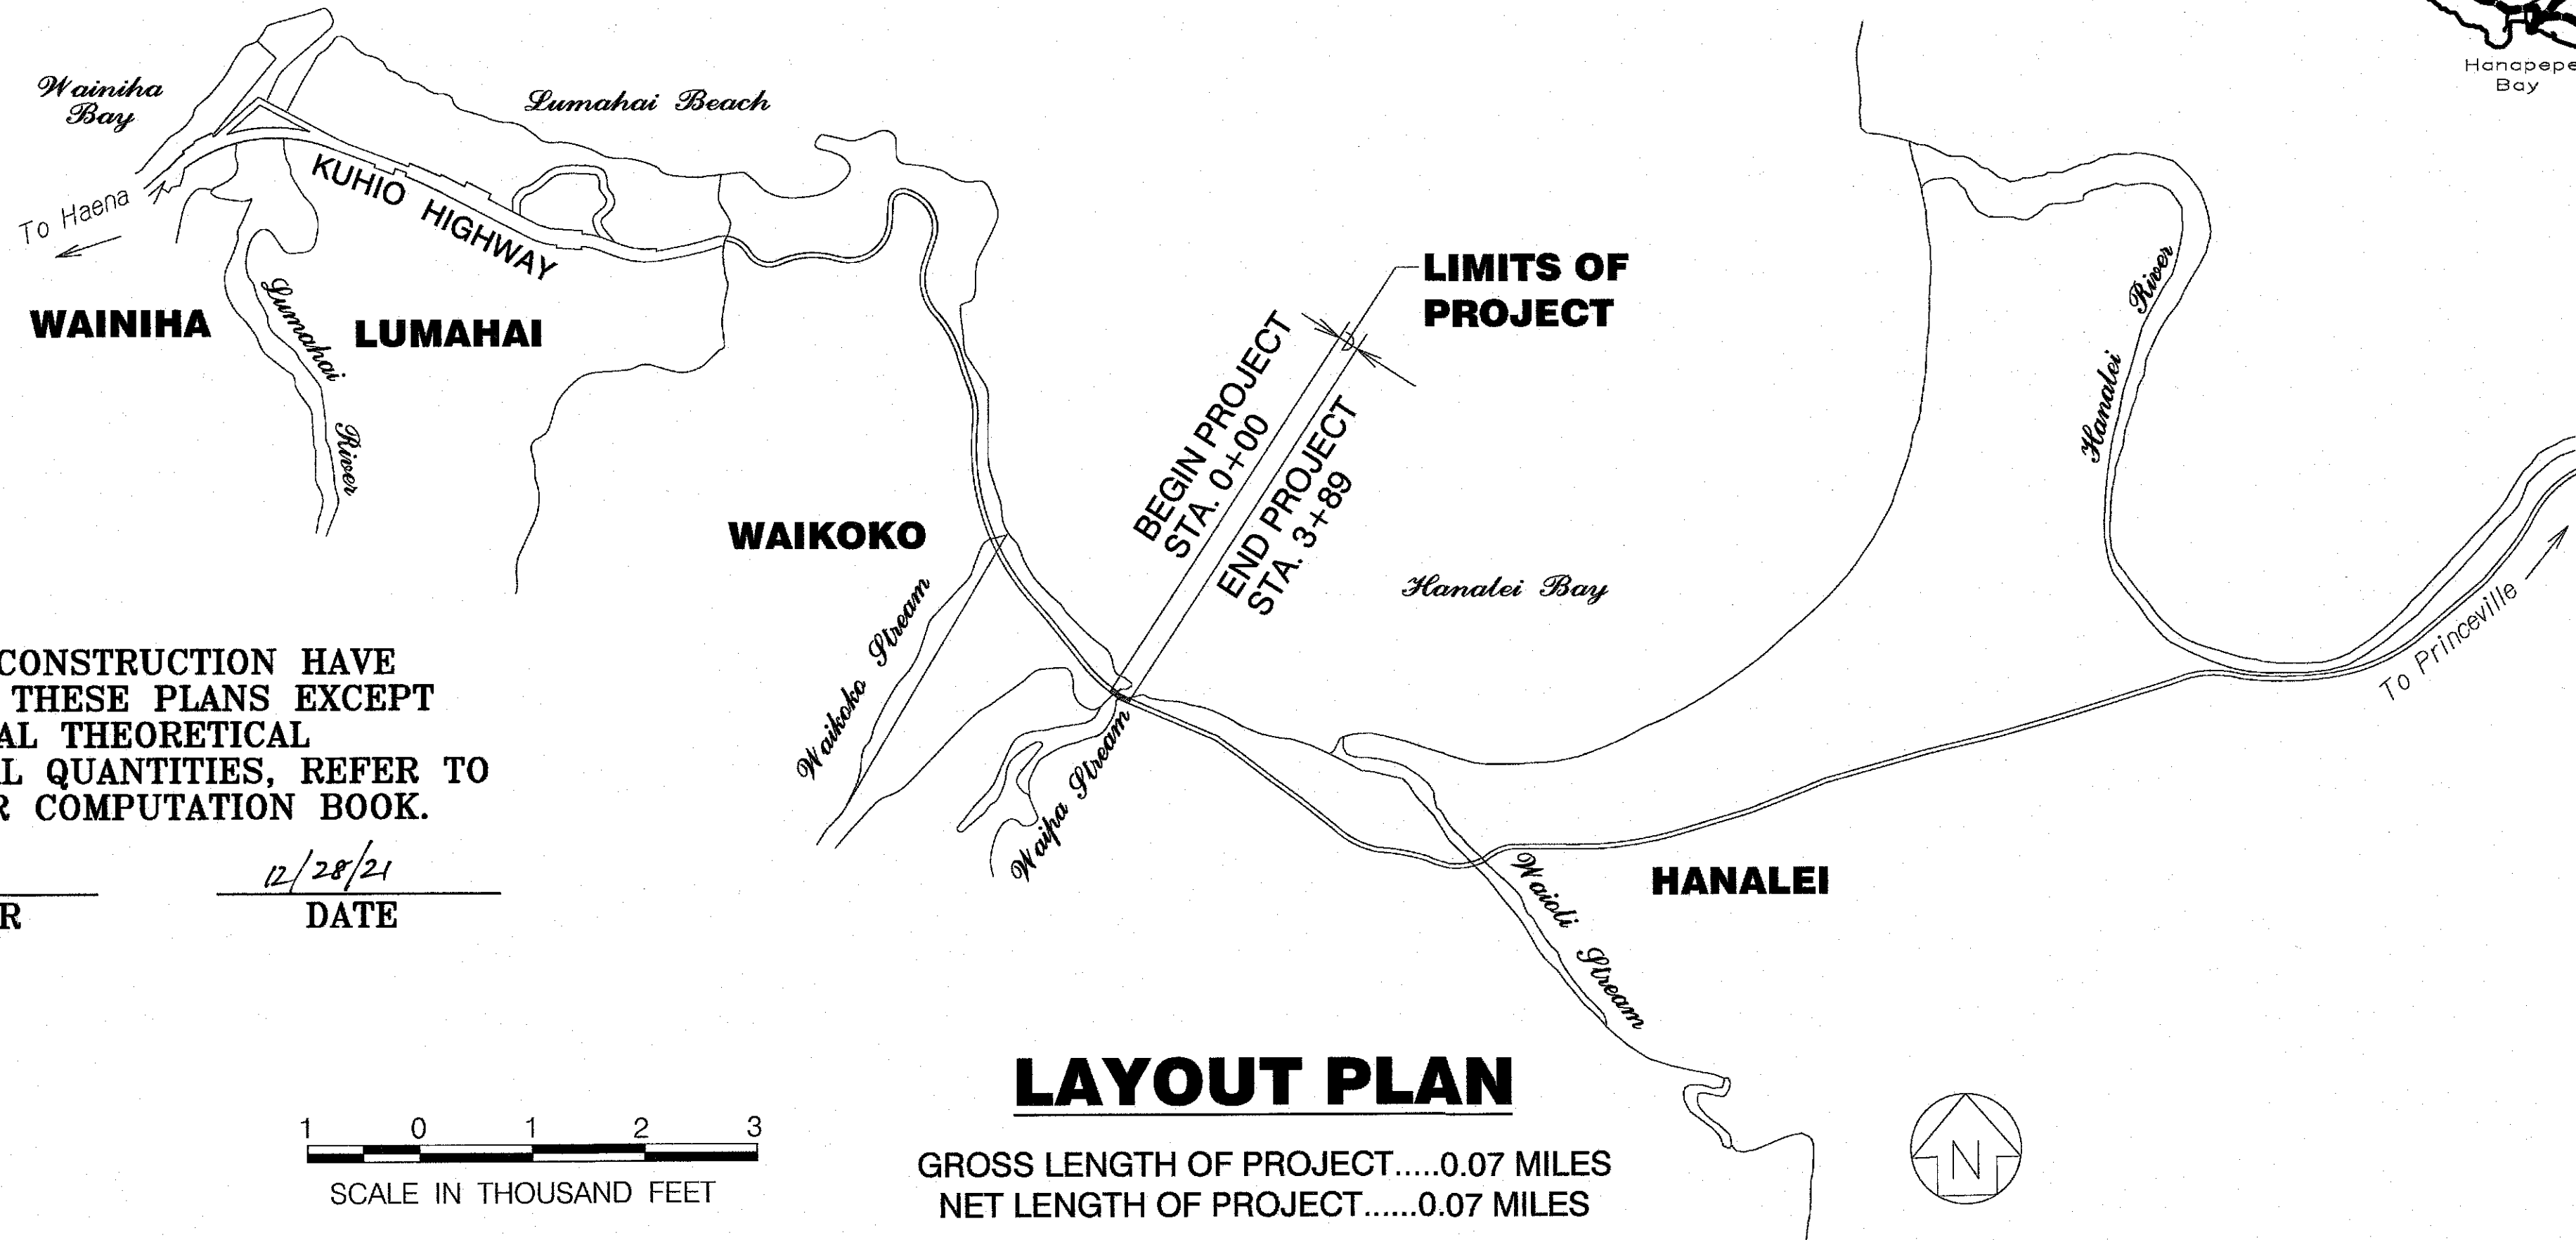 Hanapepe
Bay
Wainiha
Bay
Lumahai Beach
To Haena
KUHIO HIGHWAY
LIMITS OF
PROJECT
WAINIHA
Lumahai River
LUMAHAI
BEGIN PROJECT
STA. 0+00
END PROJECT
STA. 3+89
Hanalei River
WAIKOKO
Hanalei Bay
Waikoko Stream
To Princeville
CONSTRUCTION HAVE
THESE PLANS EXCEPT
AL THEORETICAL
L QUANTITIES, REFER TO
R COMPUTATION BOOK.
Waipa Stream
12/28/21
R
DATE
Waioli Stream
HANALEI
LAYOUT PLAN
1 0 1 2 3
SCALE IN THOUSAND FEET
GROSS LENGTH OF PROJECT.....0.07 MILES
NET LENGTH OF PROJECT......0.07 MILES
N